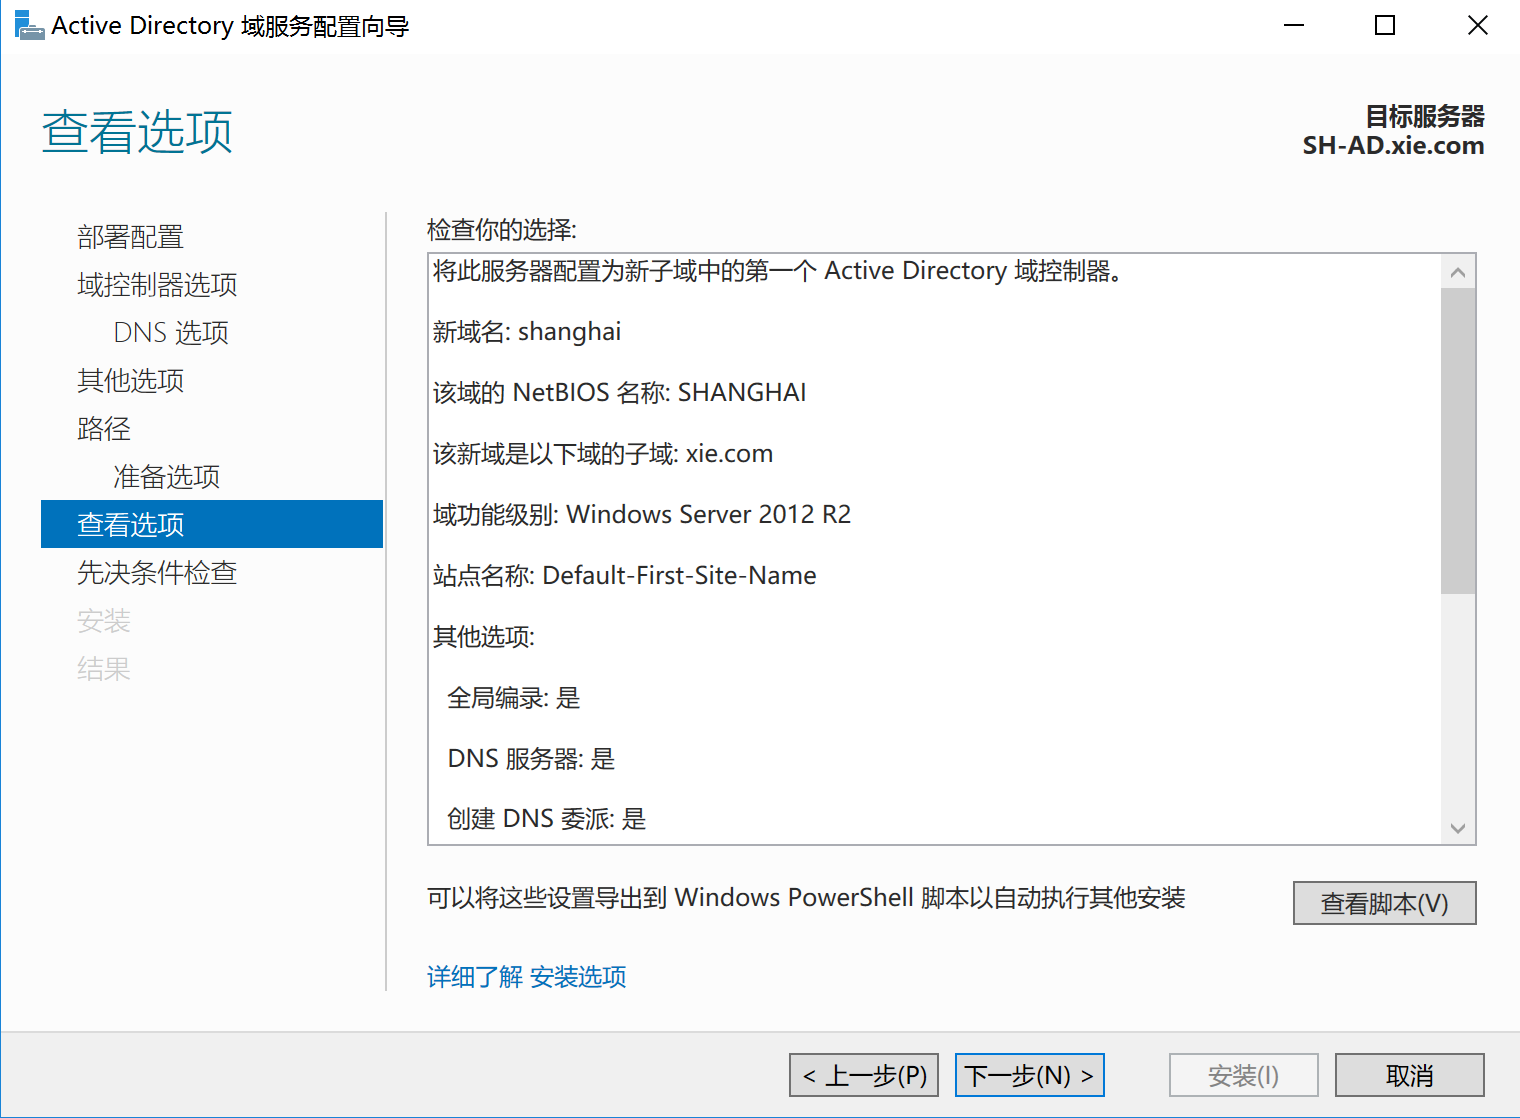 Active Directory 域服务配置向导
查看选项
目标服务器
SH-AD.xie.com
部署配置
域控制器选项
DNS 选项
其他选项
路径
准备选项
查看选项
先决条件检查
安装
结果
检查你的选择:
将此服务器配置为新子域中的第一个 Active Directory 域控制器。
新域名: shanghai
该域的 NetBIOS 名称: SHANGHAI
该新域是以下域的子域: xie.com
域功能级别: Windows Server 2012 R2
站点名称: Default-First-Site-Name
其他选项:
全局编录: 是
DNS 服务器: 是
创建 DNS 委派: 是
可以将这些设置导出到 Windows PowerShell 脚本以自动执行其他安装
查看脚本(V)
详细了解 安装选项
< 上一步(P)
下一步(N) >
安装(I)
取消